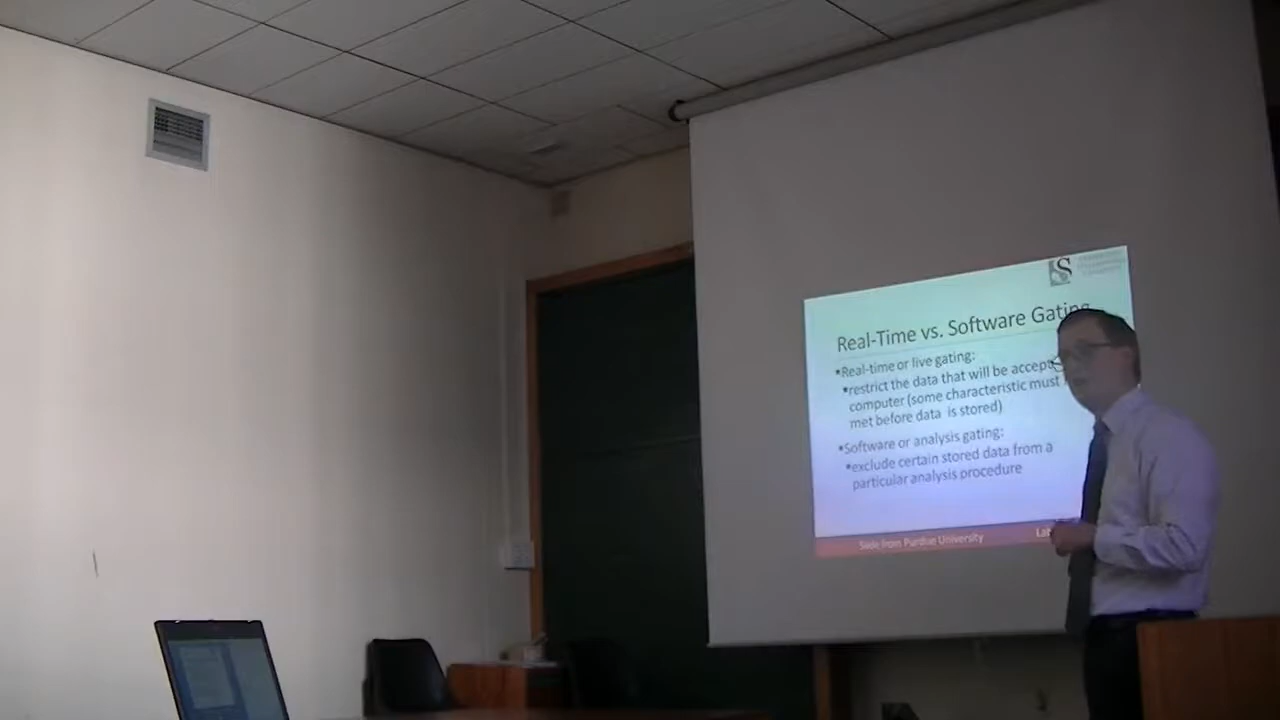 S
Real-Time vs. Software Gating
•Real-time or live gating:
•restrict the data that will be accept
computer (some characteristic must
met before data is stored)
•Software or analysis gating:
•exclude certain stored data from a
particular analysis procedure
Slide from Purdue University
Lab